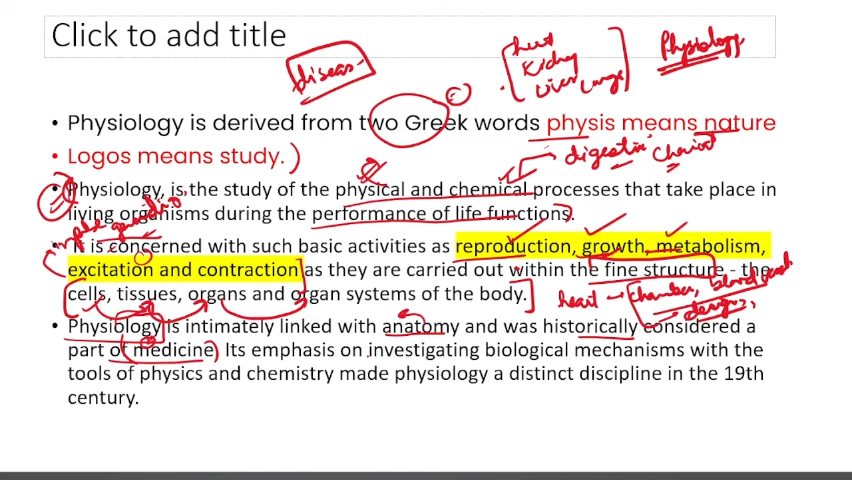 Click to add title
diseas
heart
Kidney
Liver Lungs
Physiology
• Physiology is derived from two Greek words physis means nature
• Logos means study.
digestion
• Physiology, is the study of the physical and chemical processes that take place in
living organisms during the performance of life functions.
• It is concerned with such basic activities as reproduction, growth, metabolism,
excitation and contraction as they are carried out within the fine structure - the
cells, tissues, organs and organ systems of the body.
heart
chamber,
• Physiology is intimately linked with anatomy and was historically considered a
part of medicine. Its emphasis on investigating biological mechanisms with the
tools of physics and chemistry made physiology a distinct discipline in the 19th
century.